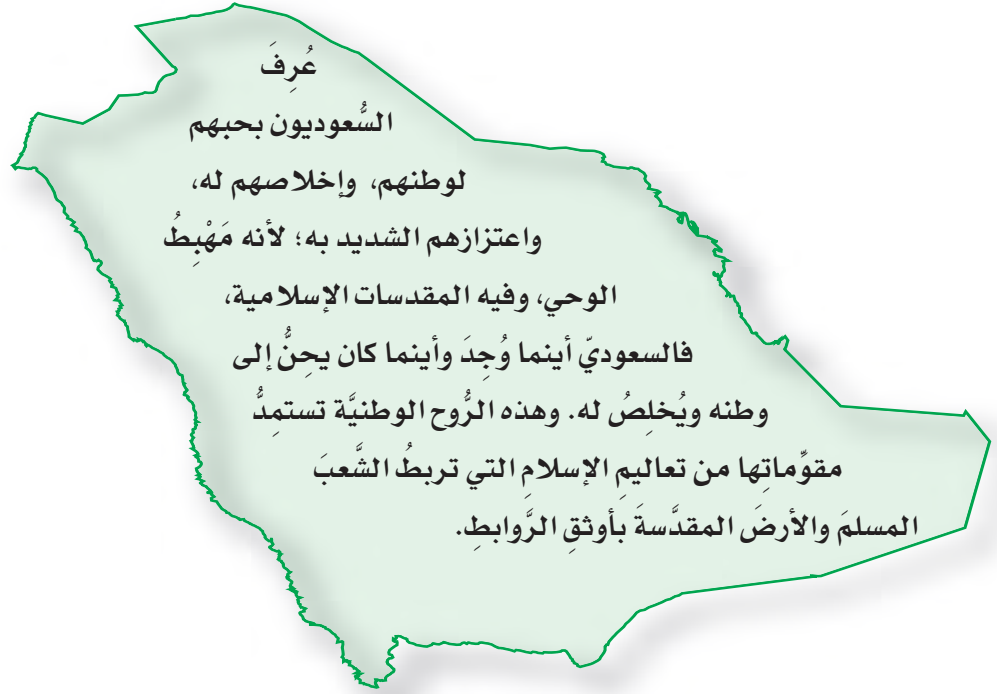 عُرِفَ
السُّعوديون بحبهم
لوطنهم، وإخلاصهم له،
واعتزازهم الشديد به؛ لأنه مَهْبِطُ
الوحي، وفيه المقدسات الإسلامية،
فالسعوديّ أينما وُجِدَ وأينما كان يحِنُّ إلى
وطنه ويُخلِصُ له. وهذه الرُّوح الوطنيَّة تستمِدُّ
مقوِّماتِها من تعاليمِ الإسلامِ التي تربطُ الشَّعبَ
المسلمَ والأرضَ المقدَّسةَ بأوثقِ الرَّوابطِ.